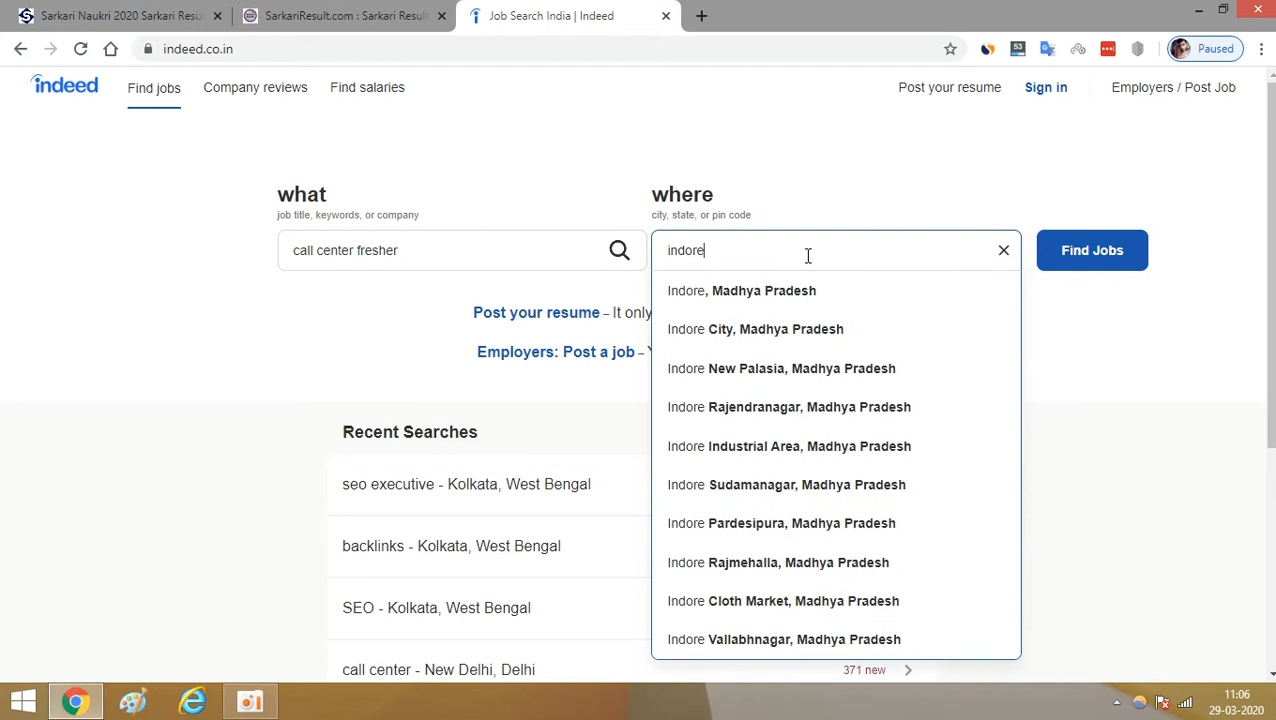 Sarkari Naukri 2020 Sarkari Resul
SarkariResult.com : Sarkari Result
Job Search India | Indeed
indeed.co.in
53
Paused
indeed
Find jobs
Company reviews
Find salaries
Post your resume
Sign in
Employers / Post Job
what
job title, keywords, or company
where
city, state, or pin code
call center fresher
indore
Find Jobs
Post your resume – It only
Employers: Post a job –
Indore, Madhya Pradesh
Indore City, Madhya Pradesh
Indore New Palasia, Madhya Pradesh
Indore Rajendranagar, Madhya Pradesh
Indore Industrial Area, Madhya Pradesh
Indore Sudamanagar, Madhya Pradesh
Indore Pardesipura, Madhya Pradesh
Indore Rajmehalla, Madhya Pradesh
Indore Cloth Market, Madhya Pradesh
Indore Vallabhnagar, Madhya Pradesh
Recent Searches
seo executive - Kolkata, West Bengal
backlinks - Kolkata, West Bengal
SEO - Kolkata, West Bengal
call center - New Delhi, Delhi
371 new
11:06
29-03-2020